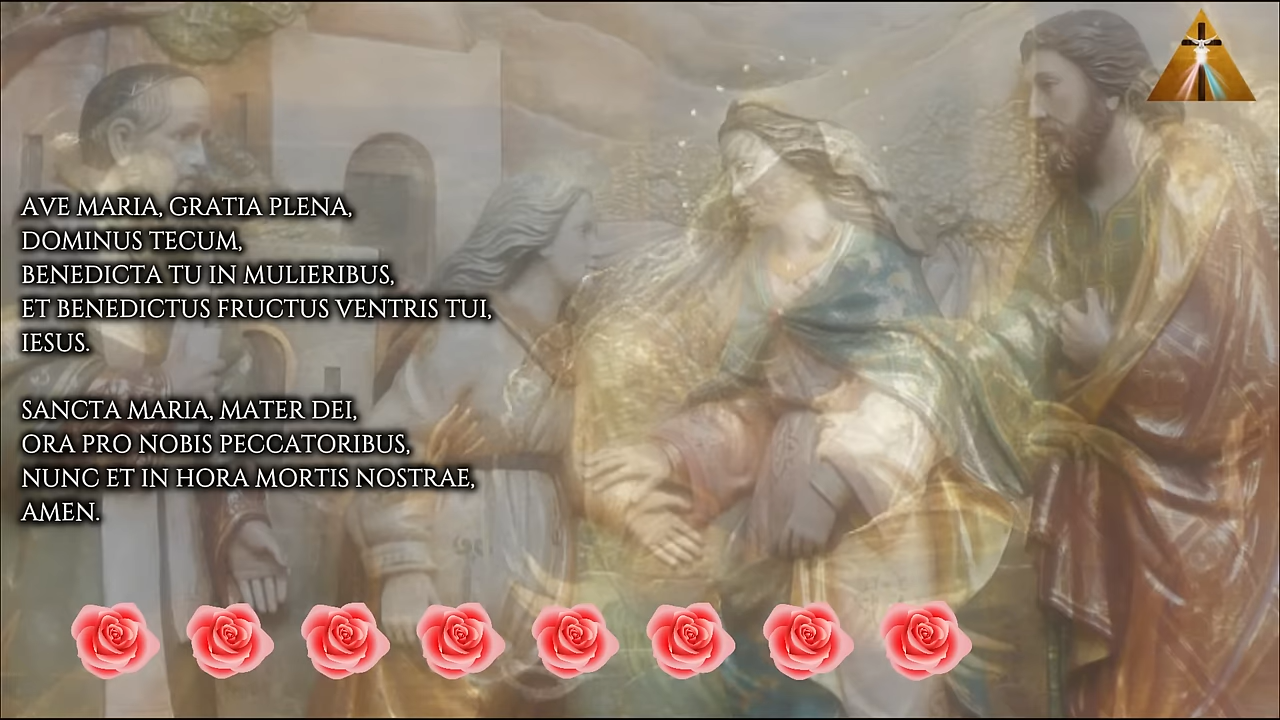 AVE MARIA, GRATIA PLENA,
DOMINUS TECUM,
BENEDICTA TU IN MULIERIBUS,
ET BENEDICTUS FRUCTUS VENTRIS TUI,
IESUS.
SANCTA MARIA, MATER DEI,
ORA PRO NOBIS PECCATORIBUS,
NUNC ET IN HORA MORTIS NOSTRAE,
AMEN.